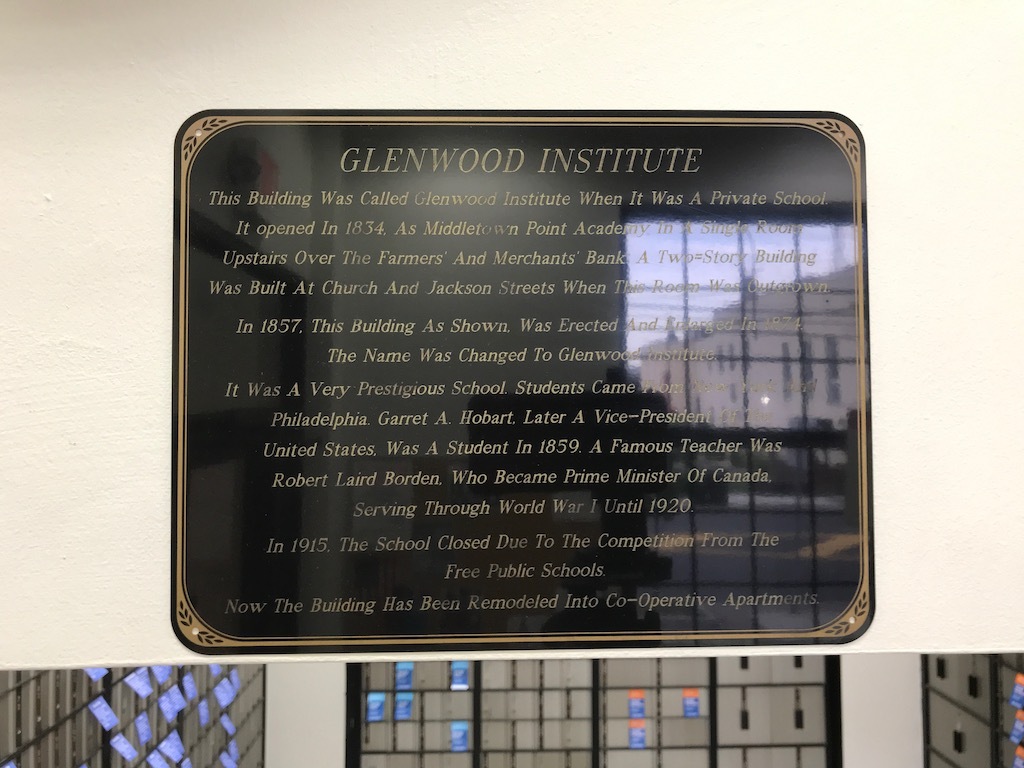 GLENWOOD INSTITUTE
This Building Was Called Glenwood Institute When It Was A Private School.
It opened In 1834, As Middletown Point Academy In A Single Room
Upstairs Over The Farmers' And Merchants' Bank. A Two=Story Building
Was Built At Church And Jackson Streets When This Room Was Outgrown.
In 1857, This Building As Shown, Was Erected And Enlarged In 1874.
The Name Was Changed To Glenwood Institute.
It Was A Very Prestigious School. Students Came From New York and
Philadelphia. Garret A. Hobart, Later A Vice-President Of The
United States, Was A Student In 1859. A Famous Teacher Was
Robert Laird Borden, Who Became Prime Minister Of Canada,
Serving Through World War I Until 1920.
In 1915, The School Closed Due To The Competition From The
Free Public Schools.
Now The Building Has Been Remodeled Into Co-Operative Apartments.